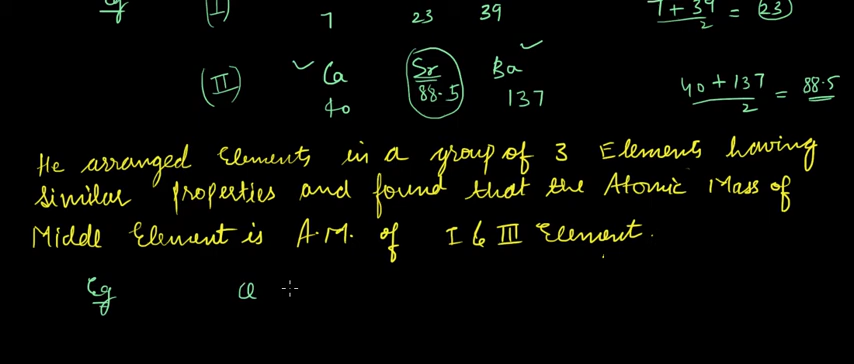 Eg (I)
7 23 39 7 + 39 / 2 = 23
(II) Ca Sr Ba
40 88.5 137 40 + 137 / 2 = 88.5
He arranged Elements in a group of 3 Elements having
similar properties and found that the Atomic Mass of
Middle Element is A.M. of I & III Element.
Eg Cl